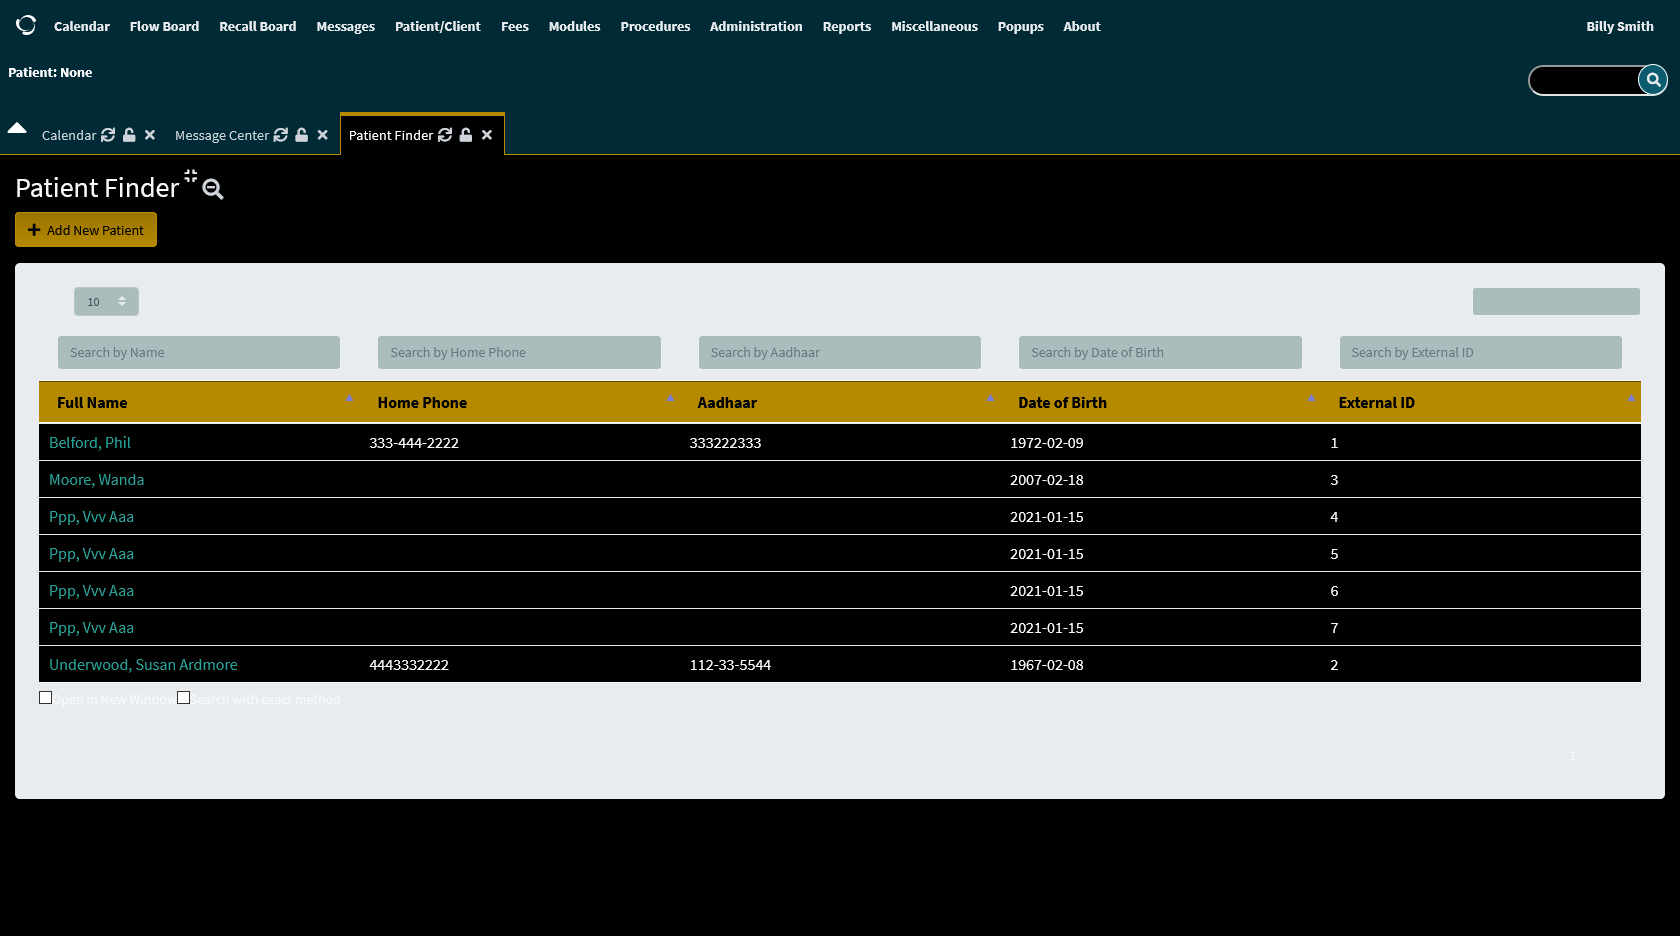 Calendar Flow Board Recall Board Messages Patient/Client Fees Modules Procedures Administration Reports Miscellaneous Popups About Billy Smith
Patient: None
Calendar Message Center Patient Finder
Patient Finder
Add New Patient
10
Search by Name Search by Home Phone Search by Aadhaar Search by Date of Birth Search by External ID
Full Name Home Phone Aadhaar Date of Birth External ID
Belford, Phil 333-444-2222 333222333 1972-02-09 1
Moore, Wanda 2007-02-18 3
Ppp, Vvv Aaa 2021-01-15 4
Ppp, Vvv Aaa 2021-01-15 5
Ppp, Vvv Aaa 2021-01-15 6
Ppp, Vvv Aaa 2021-01-15 7
Underwood, Susan Ardmore 4443332222 112-33-5544 1967-02-08 2
Open in New Window Search with exact method
1